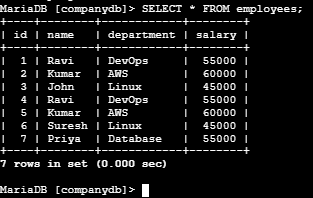 MariaDB [companydb]> SELECT * FROM employees;
+----+--------+------------+--------+
| id | name   | department | salary |
+----+--------+------------+--------+
|  1 | Ravi   | DevOps     |  55000 |
|  2 | Kumar  | AWS        |  60000 |
|  3 | John   | Linux      |  45000 |
|  4 | Ravi   | DevOps     |  55000 |
|  5 | Kumar  | AWS        |  60000 |
|  6 | Suresh | Linux      |  45000 |
|  7 | Priya  | Database   |  55000 |
+----+--------+------------+--------+
7 rows in set (0.000 sec)
MariaDB [companydb]>